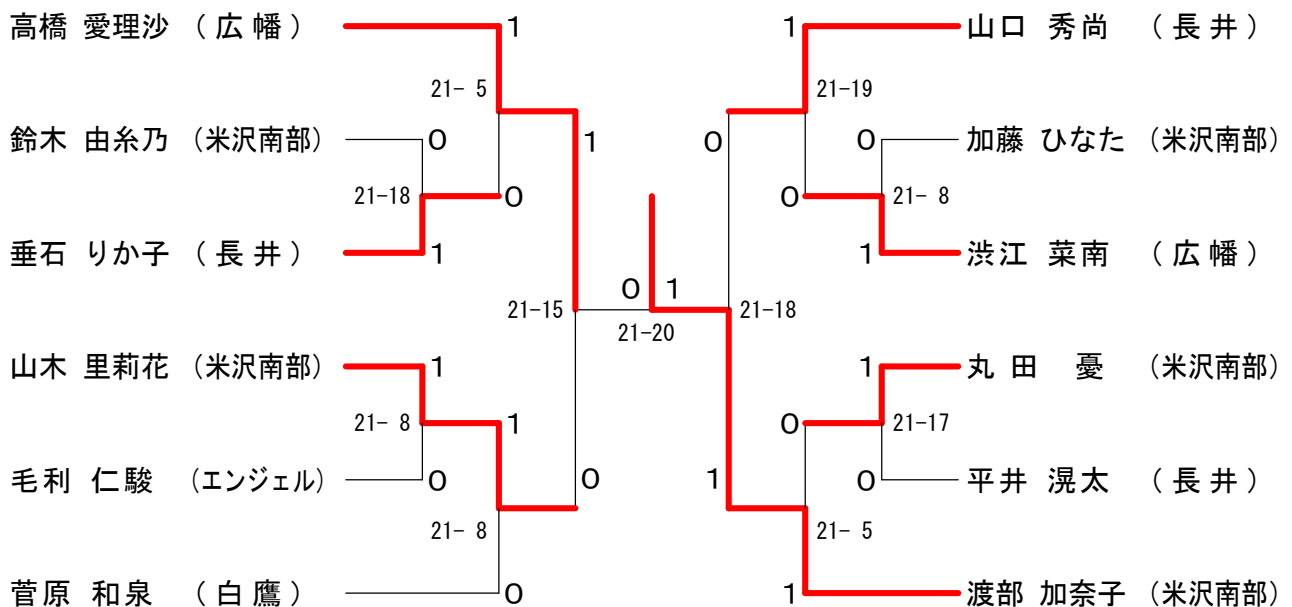 高橋 愛理沙 （ 広 幡 ） 1 1 山口 秀尚 （ 長 井 ）
21- 5 21-19
鈴木 由糸乃 （米沢南部） 0 1 0 0 加藤 ひなた （米沢南部）
21-18 0 0 21- 8
垂石 りか子 （ 長 井 ） 1 1 渋江 菜南 （ 広 幡 ）
21-15 0 1 21-18
21-20
山木 里莉花 （米沢南部） 1 1 丸 田 憂 （米沢南部）
21- 8 1 0 21-17
毛利 仁駿 （エンジェル） 0 0 1 0 平井 滉太 （ 長 井 ）
21- 8 21- 5
菅原 和泉 （ 白 鷹 ） 0 1 渡部 加奈子 （米沢南部）